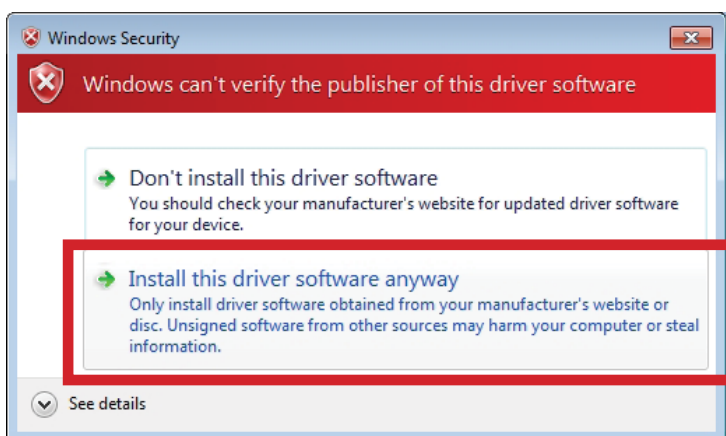 Windows Security
Windows can't verify the publisher of this driver software
Don't install this driver software
You should check your manufacturer's website for updated driver software
for your device.
Install this driver software anyway
Only install driver software obtained from your manufacturer's website or
disc. Unsigned software from other sources may harm your computer or steal
information.
See details